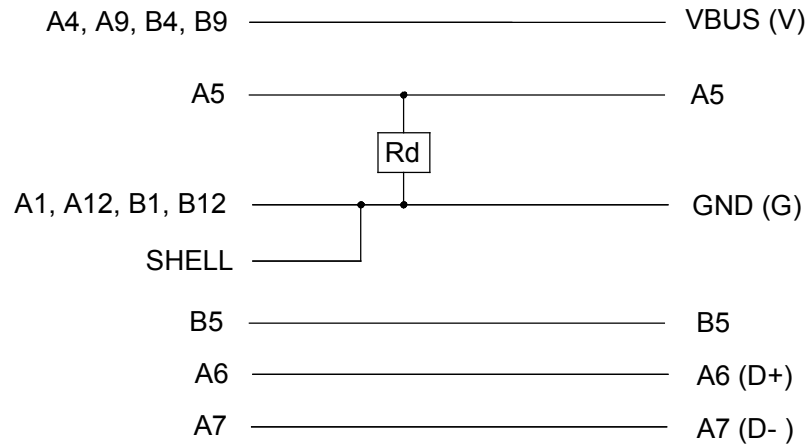 A4, A9, B4, B9 VBUS (V)
A5 A5
Rd
A1, A12, B1, B12 GND (G)
SHELL
B5 B5
A6 A6 (D+)
A7 A7 (D- )